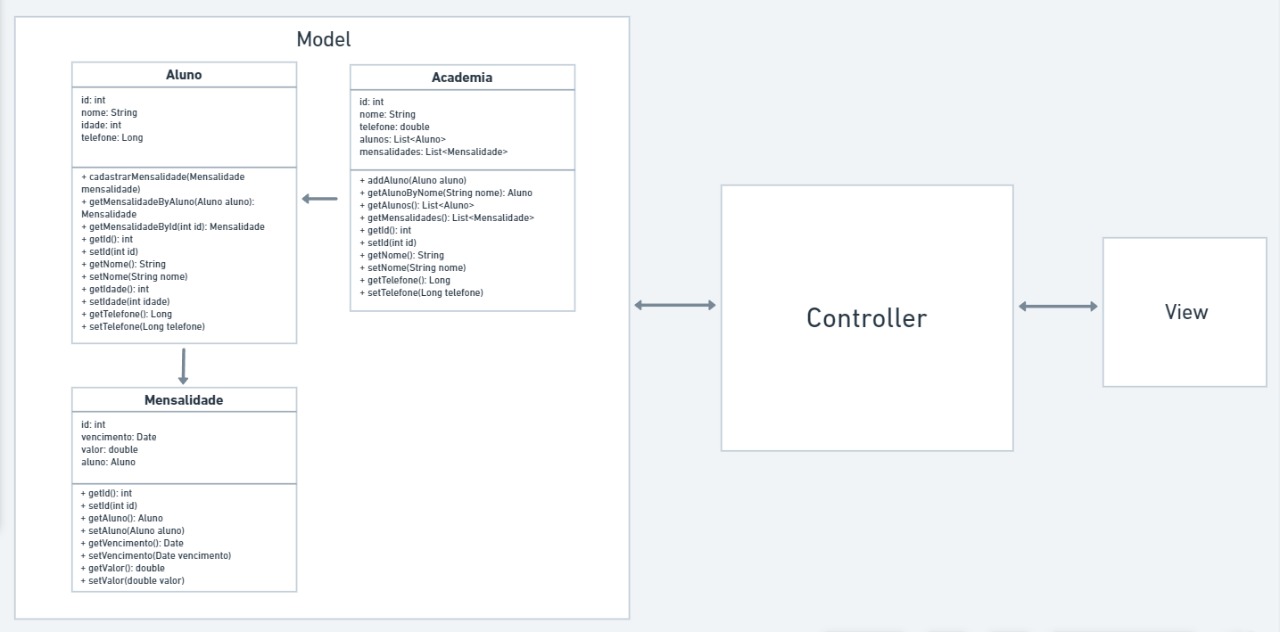 Model
Aluno
id: int
nome: String
idade: int
telefone: Long
+ cadastrarMensalidade(Mensalidade
mensalidade)
+ getMensalidadeByAluno(Aluno aluno):
Mensalidade
+ getMensalidadeById(int id): Mensalidade
+ getId(): int
+ setId(int id)
+ getNome(): String
+ setNome(String nome)
+ getIdade(): int
+ setIdade(int idade)
+ getTelefone(): Long
+ setTelefone(Long telefone)
Academia
id: int
nome: String
telefone: double
alunos: List<Aluno>
mensalidades: List<Mensalidade>
+ addAluno(Aluno aluno)
+ getAlunoByNome(String nome): Aluno
+ getAlunos(): List<Aluno>
+ getMensalidades(): List<Mensalidade>
+ getId(): int
+ setId(int id)
+ getNome(): String
+ setNome(String nome)
+ getTelefone(): Long
+ setTelefone(Long telefone)
Mensalidade
id: int
vencimento: Date
valor: double
aluno: Aluno
+ getId(): int
+ setId(int id)
+ getAluno(): Aluno
+ setAluno(Aluno aluno)
+ getVencimento(): Date
+ setVencimento(Date vencimento)
+ getValor(): double
+ setValor(double valor)
Controller
View